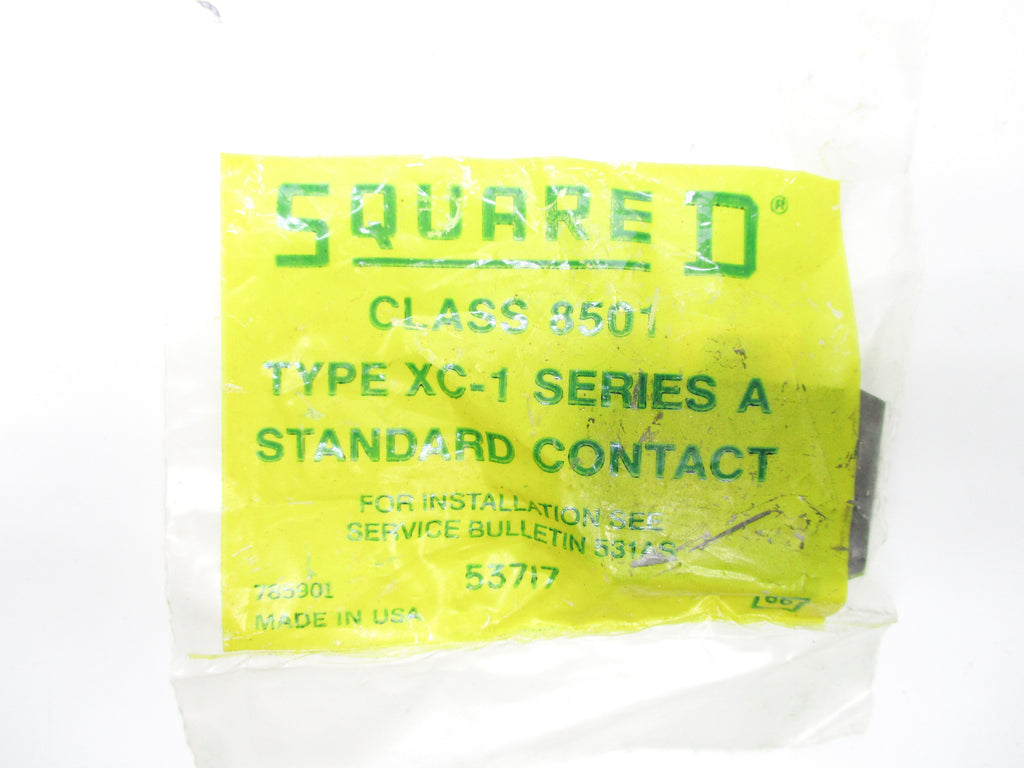 SQUARE D®
CLASS 8501
TYPE XC-1 SERIES A
STANDARD CONTACT
FOR INSTALLATION SEE
SERVICE BULLETIN 531AS
53717
785901
MADE IN USA